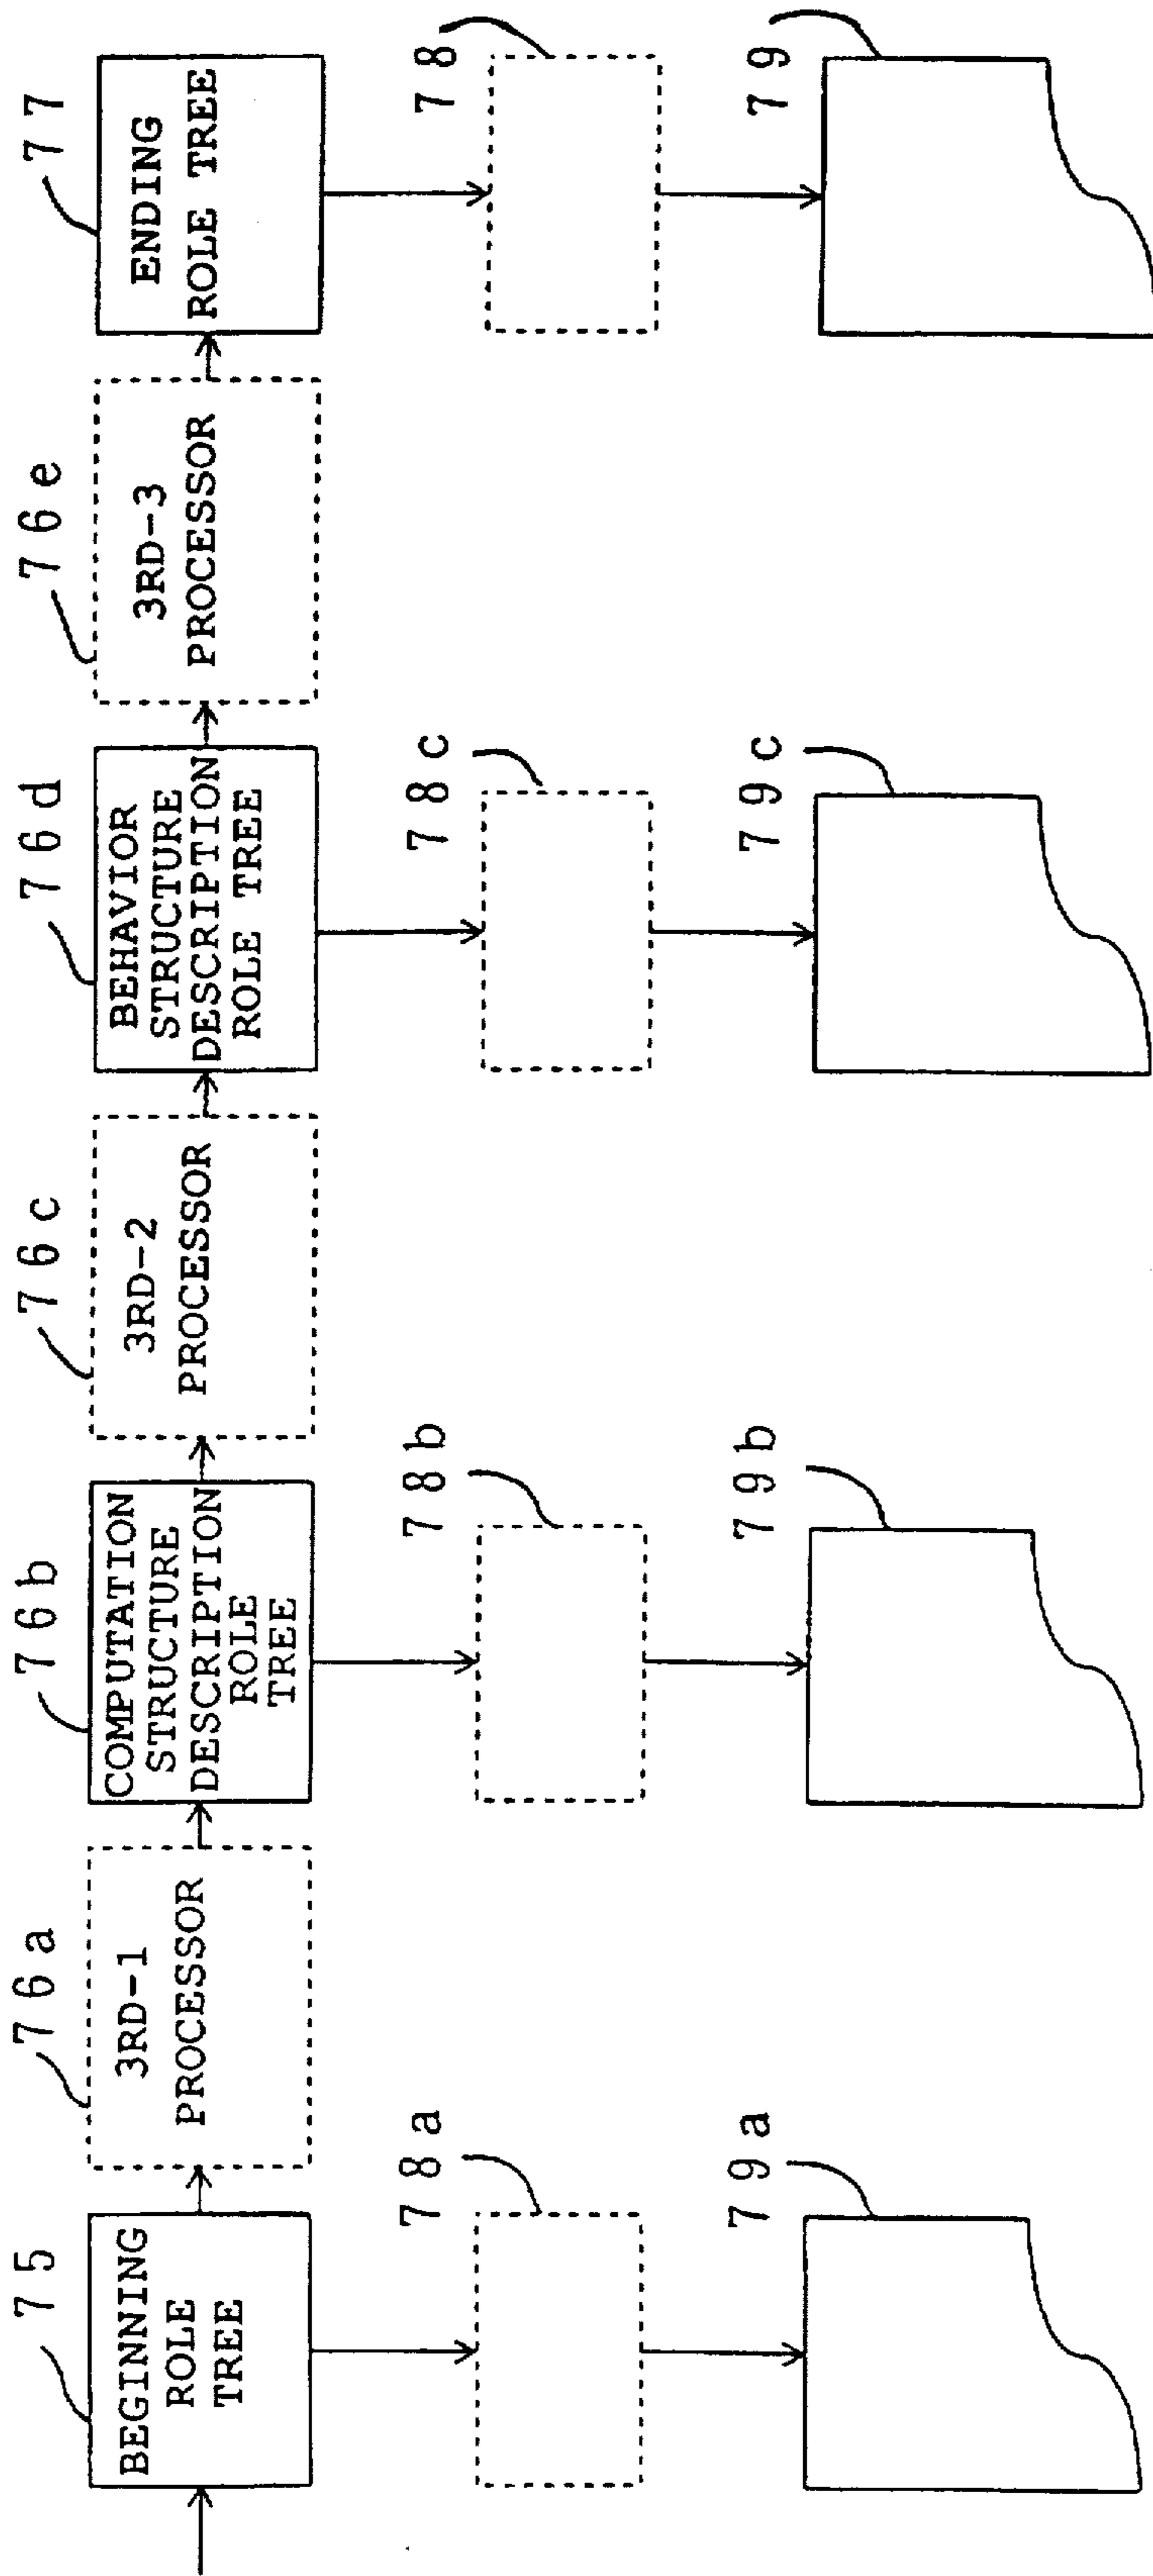 75
BEGINNING
ROLE
TREE
76a
3RD-1
PROCESSOR
76b
COMPUTATION
STRUCTURE
DESCRIPTION
ROLE
TREE
76c
3RD-2
PROCESSOR
76d
BEHAVIOR
STRUCTURE
DESCRIPTION
ROLE TREE
76e
3RD-3
PROCESSOR
77
ENDING
ROLE TREE
78a
78b
78c
78
79a
79b
79c
79